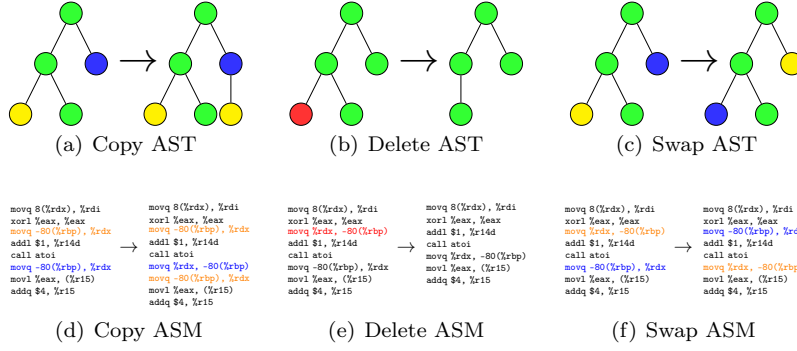 (a) Copy AST
(b) Delete AST
(c) Swap AST
movq 8(%rdx), %rdi
xorl %eax, %eax
movq -80(%rbp), %rdx
addl $1, %r14d
call atoi
movq -80(%rbp), %rdx
movl %eax, (%r15)
addq $4, %r15
movq 8(%rdx), %rdi
xorl %eax, %eax
movq -80(%rbp), %rdx
addl $1, %r14d
call atoi
movq %rdx, -80(%rbp)
movq -80(%rbp), %rdx
movl %eax, (%r15)
addq $4, %r15
(d) Copy ASM
movq 8(%rdx), %rdi
xorl %eax, %eax
movq %rdx, -80(%rbp)
addl $1, %r14d
call atoi
movq -80(%rbp), %rdx
movl %eax, (%r15)
addq $4, %r15
movq 8(%rdx), %rdi
xorl %eax, %eax
addl $1, %r14d
call atoi
movq %rdx, -80(%rbp)
movl %eax, (%r15)
addq $4, %r15
(e) Delete ASM
movq 8(%rdx), %rdi
xorl %eax, %eax
movq %rdx, -80(%rbp)
addl $1, %r14d
call atoi
movq -80(%rbp), %rdx
movl %eax, (%r15)
addq $4, %r15
movq 8(%rdx), %rdi
xorl %eax, %eax
movq -80(%rbp), %rd
addl $1, %r14d
call atoi
movq %rdx, -80(%rbp
movl %eax, (%r15)
addq $4, %r15
(f) Swap ASM